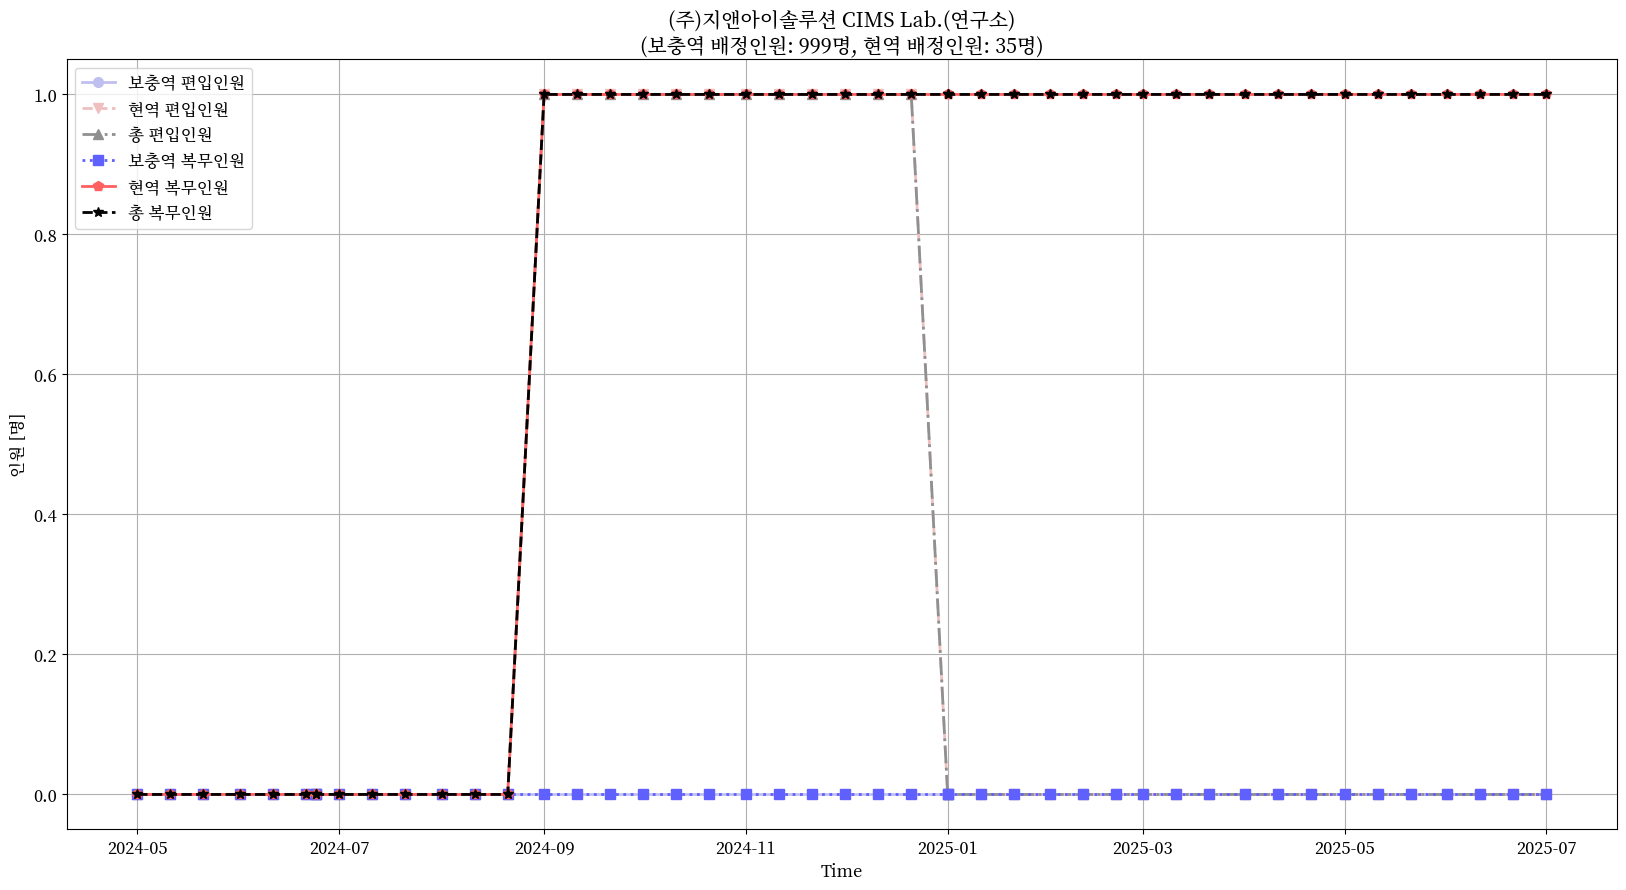 (주)지앤아이솔루션 CIMS Lab.(연구소)
(보충역 배정인원: 999명, 현역 배정인원: 35명)
보충역 편입인원
현역 편입인원
총 편입인원
보충역 복무인원
현역 복무인원
총 복무인원
1.0
0.8
0.6
0.4
0.2
0.0
인원 [명]
2024-05 2024-07 2024-09 2024-11 2025-01 2025-03 2025-05 2025-07
Time